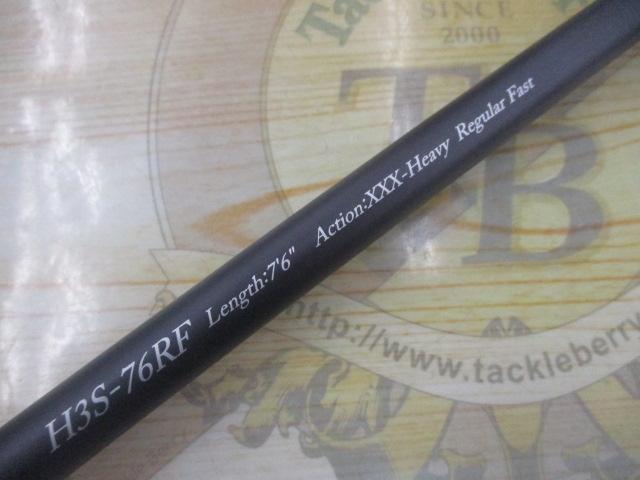 SINCE
2000
TB
http://www.tackleberry
H3S-76RF Length:7'6" Action:XXX-Heavy Regular Fast